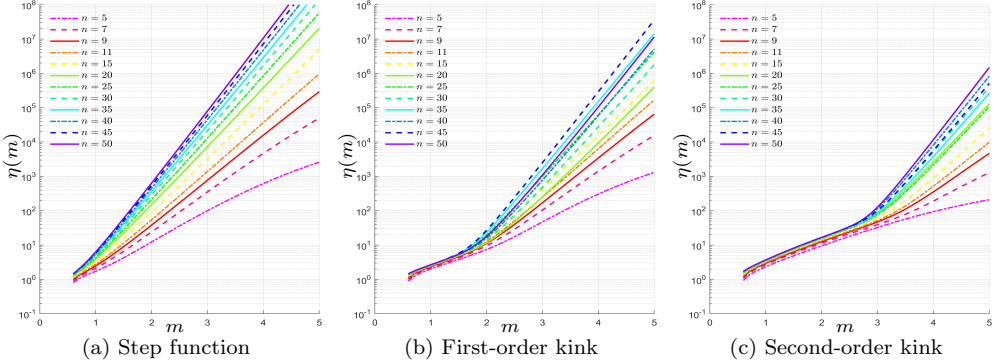 10^8
10^7
10^6
10^5
10^4
10^3
10^2
10^1
10^0
10^-1
η(m)
n = 5
n = 7
n = 9
n = 11
n = 15
n = 20
n = 25
n = 30
n = 35
n = 40
n = 45
n = 50
0 1 2 3 4 5
m
(a) Step function
10^8
10^7
10^6
10^5
10^4
10^3
10^2
10^1
10^0
10^-1
η(m)
n = 5
n = 7
n = 9
n = 11
n = 15
n = 20
n = 25
n = 30
n = 35
n = 40
n = 45
n = 50
0 1 2 3 4 5
m
(b) First-order kink
10^8
10^7
10^6
10^5
10^4
10^3
10^2
10^1
10^0
10^-1
η(m)
n = 5
n = 7
n = 9
n = 11
n = 15
n = 20
n = 25
n = 30
n = 35
n = 40
n = 45
n = 50
0 1 2 3 4 5
m
(c) Second-order kink